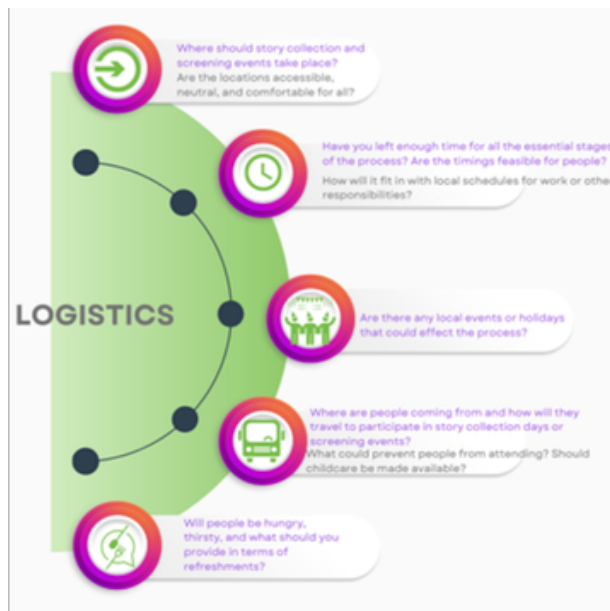 Where should story collection and
screening events take place?
Are the locations accessible,
neutral, and comfortable for all?
Have you left enough time for all the essential stages
of the process? Are the timings feasible for people?
How will it fit in with local schedules for work or other
responsibilities?
LOGISTICS
Are there any local events or holidays
that could effect the process?
Where are people coming from and how will they
travel to participate in story collection days or
screening events?
What could prevent people from attending? Should
childcare be made available?
Will people be hungry,
thirsty, and what should you
provide in terms of
refreshments?